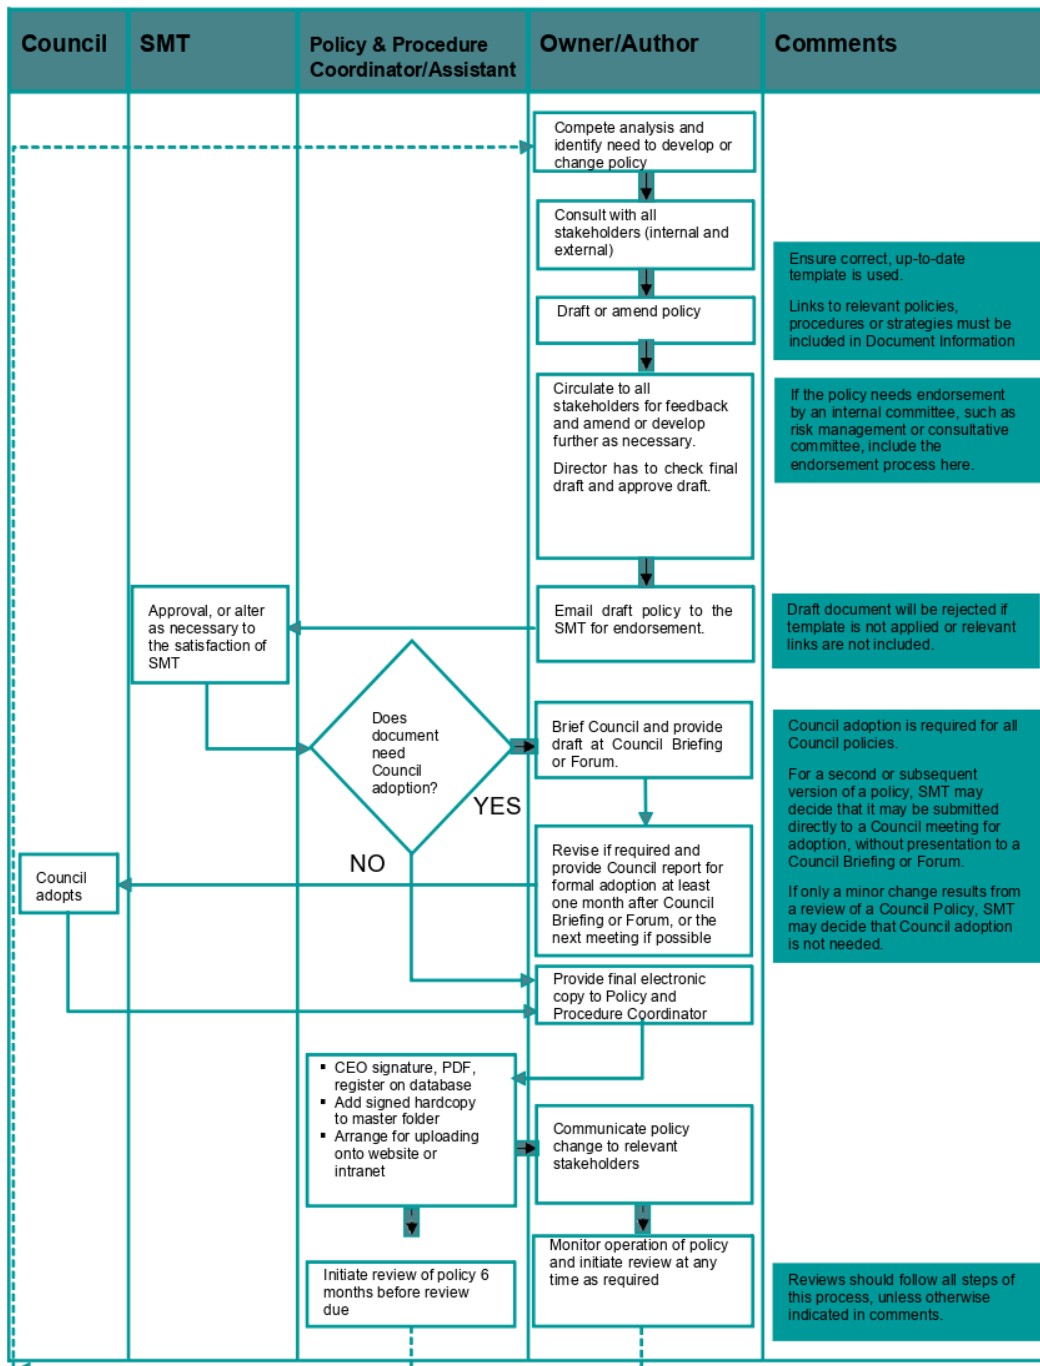 Council
SMT
Policy & Procedure
Coordinator/Assistant
Owner/Author
Comments
Compete analysis and
identify need to develop or
change policy
Consult with all
stakeholders (internal and
external)
Ensure correct, up-to-date
template is used.
Links to relevant policies,
procedures or strategies must be
included in Document Information
Draft or amend policy
Circulate to all
stakeholders for feedback
and amend or develop
further as necessary.
Director has to check final
draft and approve draft.
If the policy needs endorsement
by an internal committee, such as
risk management or consultative
committee, include the
endorsement process here.
Approval, or alter
as necessary to
the satisfaction of
SMT
Email draft policy to the
SMT for endorsement.
Draft document will be rejected if
template is not applied or relevant
links are not included.
Does
document
need
Council
adoption?
YES
NO
Brief Council and provide
draft at Council Briefing
or Forum.
Council adoption is required for all
Council policies.
For a second or subsequent
version of a policy, SMT may
decide that it may be submitted
directly to a Council meeting for
adoption, without presentation to a
Council Briefing or Forum.
If only a minor change results from
a review of a Council Policy, SMT
may decide that Council adoption
is not needed.
Council
adopts
Revise if required and
provide Council report for
formal adoption at least
one month after Council
Briefing or Forum, or the
next meeting if possible
Provide final electronic
copy to Policy and
Procedure Coordinator
▪ CEO signature, PDF,
register on database
▪ Add signed hardcopy
to master folder
▪ Arrange for uploading
onto website or
intranet
Communicate policy
change to relevant
stakeholders
Initiate review of policy 6
months before review
due
Monitor operation of policy
and initiate review at any
time as required
Reviews should follow all steps of
this process, unless otherwise
indicated in comments.